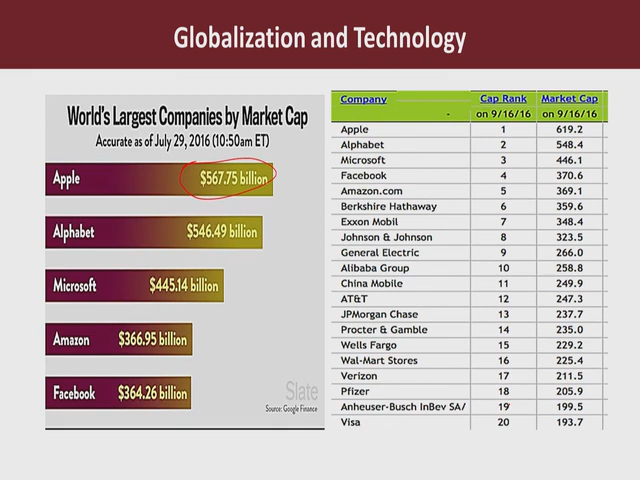 Globalization and Technology
World's Largest Companies by Market Cap
Accurate as of July 29, 2016 (10:50am ET)
Apple $567.75 billion
Alphabet $546.49 billion
Microsoft $445.14 billion
Amazon $366.95 billion
Facebook $364.26 billion
Slate
Source: Google Finance
Company Cap Rank Market Cap
- on 9/16/16 on 9/16/16
Apple 1 619.2
Alphabet 2 548.4
Microsoft 3 446.1
Facebook 4 370.6
Amazon.com 5 369.1
Berkshire Hathaway 6 359.6
Exxon Mobil 7 348.4
Johnson & Johnson 8 323.5
General Electric 9 266.0
Alibaba Group 10 258.8
China Mobile 11 249.9
AT&T 12 247.3
JPMorgan Chase 13 237.7
Procter & Gamble 14 235.0
Wells Fargo 15 229.2
Wal-Mart Stores 16 225.4
Verizon 17 211.5
Pfizer 18 205.9
Anheuser-Busch InBev SA/ 19 199.5
Visa 20 193.7